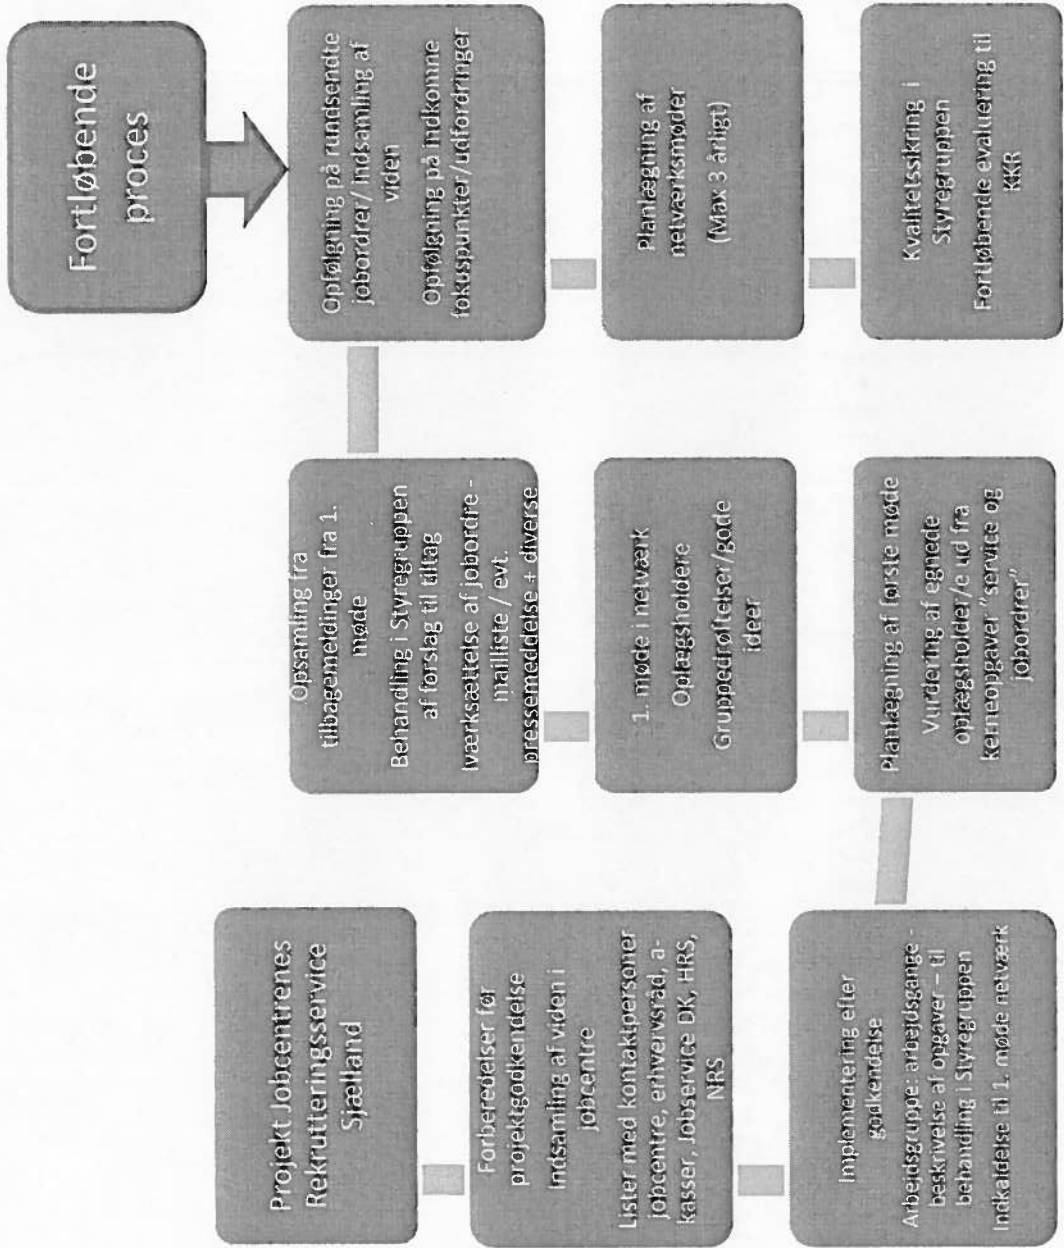 Projekt Jobcentrenes
Rekrutteringsservice
Sjælland
Forberedelser før
projektgodkendelse
Indsamling af viden i
jobcentre
Lister med kontaktpersoner
jobcentre, erhvervsråd, a-
kasser, Jobservice DK, HRS,
NRS
Implementering efter
godkendelse
Arbejdsgruppe: arbejdsgange -
beskrivelse af opgaver – til
behandling i Styregruppen
Indkaldelse til 1. møde netværk
Planlægning af første møde
Vurdering af egnede
oplægsholder/e ud fra
kerneopgaver "service og
jobordrer"
1. møde i netværk
Oplægsholdere
Gruppedrøftelser/gode
ideer
Opsamling fra
tilbagemeldinger fra 1.
møde
Behandling i Styregruppen
af forslag til tiltag
Iværksættelse af jobordre -
mailliste / evt.
pressemeddelse + diverse
Fortløbende
proces
Opfølgning på rundsendte
jobordrer/ indsamling af
viden
Opfølgning på indkomne
fokuspunkter/udfordringer
Planlægning af
netværksmøder
(Max 3 årligt)
Kvalitetssikring i
Styregruppen
Fortløbende evaluering til
KKR